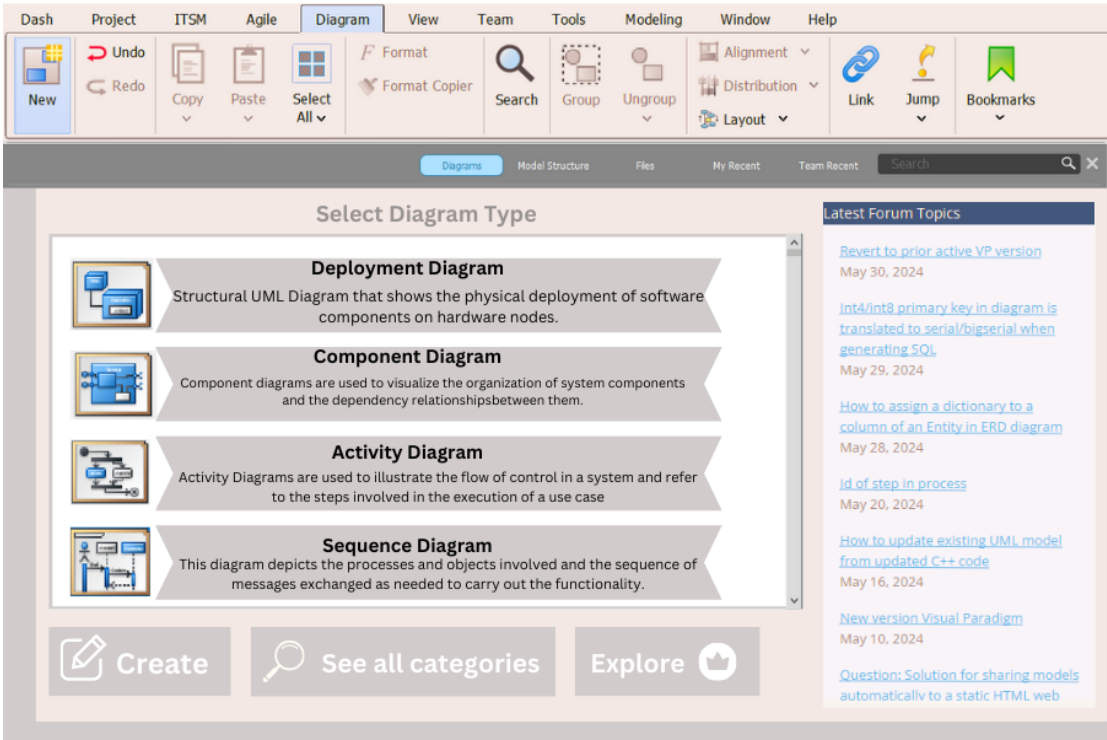 Dash Project ITSM Agile Diagram View Team Tools Modeling Window Help
New
Undo
Redo
Copy
Paste
Select
All
Format
Format Copier
Search
Group
Ungroup
Alignment
Distribution
Layout
Link
Jump
Bookmarks
Diagrams Model Structure Files My Recent Team Recent Search
Select Diagram Type
Deployment Diagram
Structural UML Diagram that shows the physical deployment of software
components on hardware nodes.
Component Diagram
Component diagrams are used to visualize the organization of system components
and the dependency relationshipsbetween them.
Activity Diagram
Activity Diagrams are used to illustrate the flow of control in a system and refer
to the steps involved in the execution of a use case
Sequence Diagram
This diagram depicts the processes and objects involved and the sequence of
messages exchanged as needed to carry out the functionality.
Create
See all categories
Explore
Latest Forum Topics
Revert to prior active VP version
May 30, 2024
Int4/int8 primary key in diagram is
translated to serial/bigserial when
generating SQL
May 29, 2024
How to assign a dictionary to a
column of an Entity in ERD diagram
May 28, 2024
Id of step in process
May 20, 2024
How to update existing UML model
from updated C++ code
May 16, 2024
New version Visual Paradigm
May 10, 2024
Question: Solution for sharing models
automatically to a static HTML web